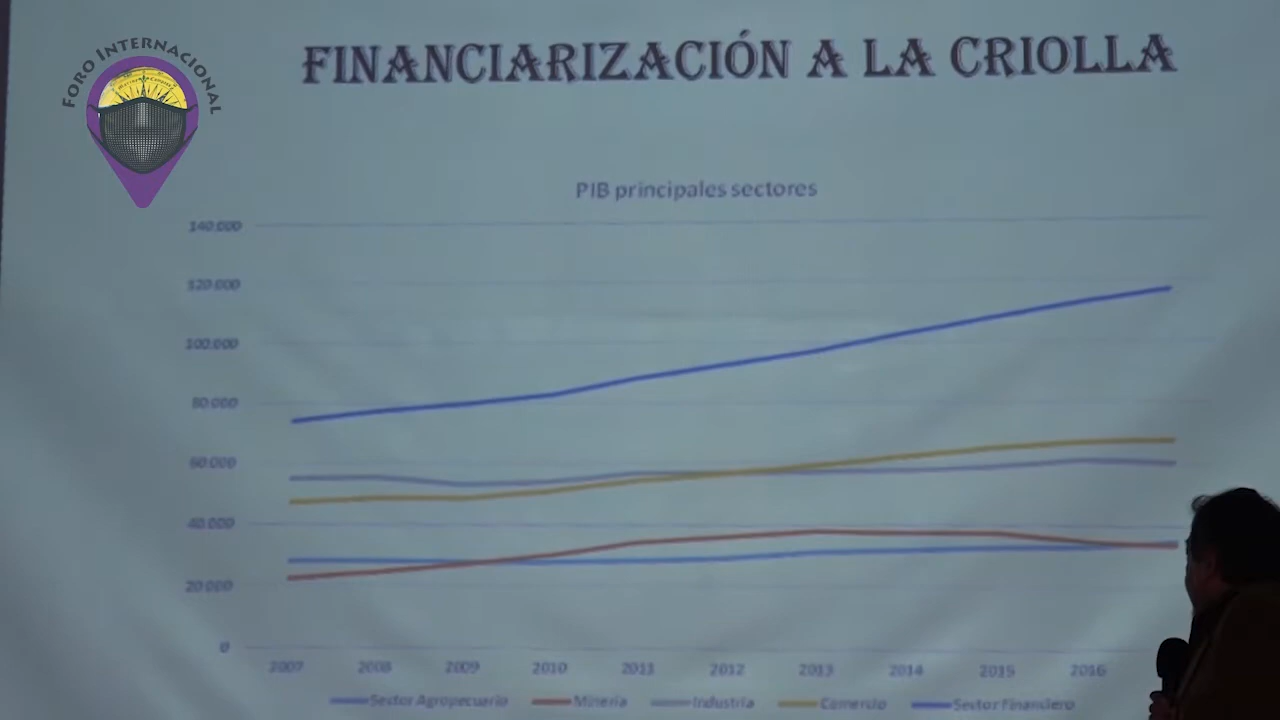 FORO INTERNACIONAL
FINANCIARIZACIÓN A LA CRIOLLA
PIB principales sectores
140.000
120.000
100.000
80.000
60.000
40.000
20.000
0
2007 2008 2009 2010 2011 2012 2013 2014 2015 2016
Sector Agropecuario Minería Industria Comercio Sector Financiero